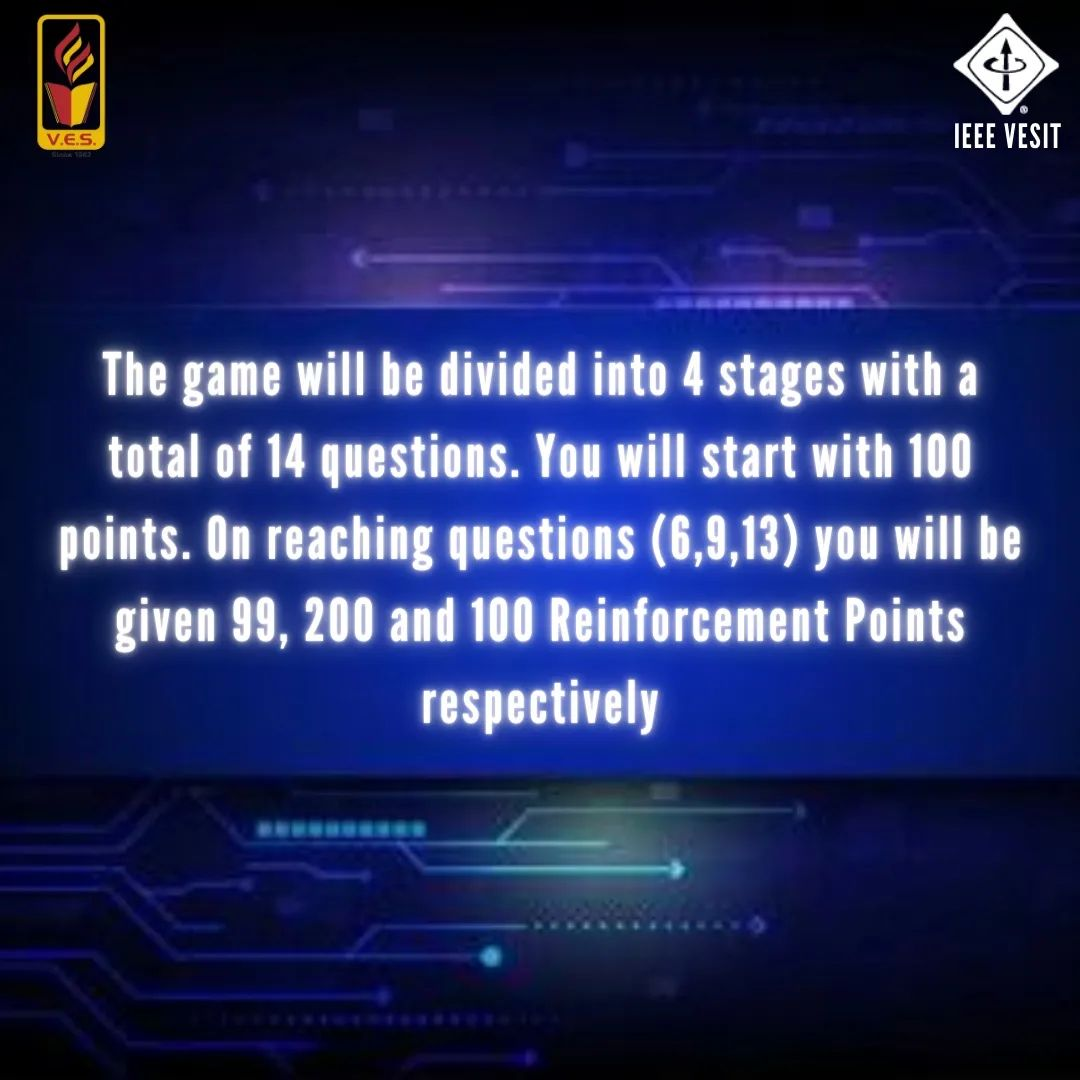 V.E.S.
Since 1962
IEEE VESIT
The game will be divided into 4 stages with a
total of 14 questions. You will start with 100
points. On reaching questions (6,9,13) you will be
given 99, 200 and 100 Reinforcement Points
respectively